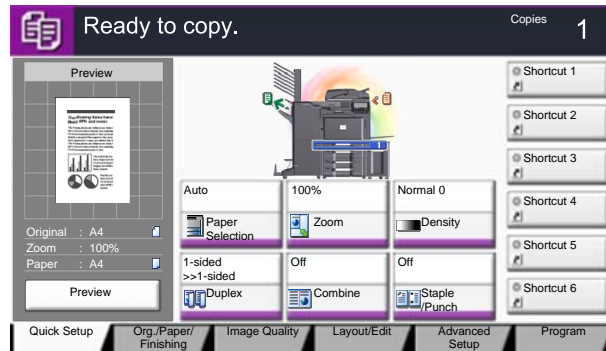 Ready to copy.
Copies 1
Preview
Original : A4
Zoom : 100%
Paper : A4
Preview
1
Auto
Paper
Selection
100%
Zoom
Normal 0
Density
1-sided
>>1-sided
Duplex
Off
Combine
Off
Staple
/Punch
Shortcut 1
Shortcut 2
Shortcut 3
Shortcut 4
Shortcut 5
Shortcut 6
Quick Setup
Org./Paper/
Finishing
Image Quality
Layout/Edit
Advanced
Setup
Program